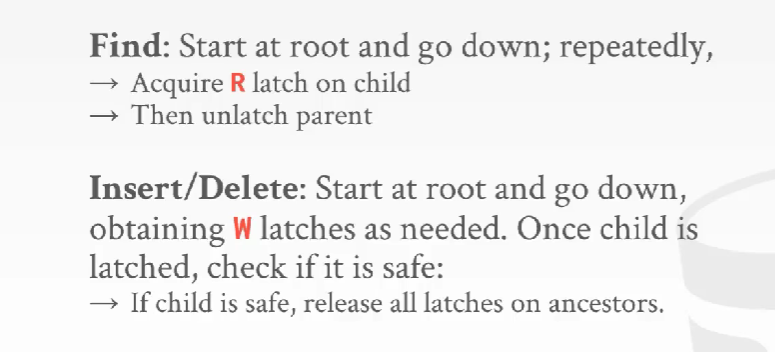 Find: Start at root and go down; repeatedly,
→ Acquire R latch on child
→ Then unlatch parent
Insert/Delete: Start at root and go down,
obtaining W latches as needed. Once child is
latched, check if it is safe:
→ If child is safe, release all latches on ancestors.